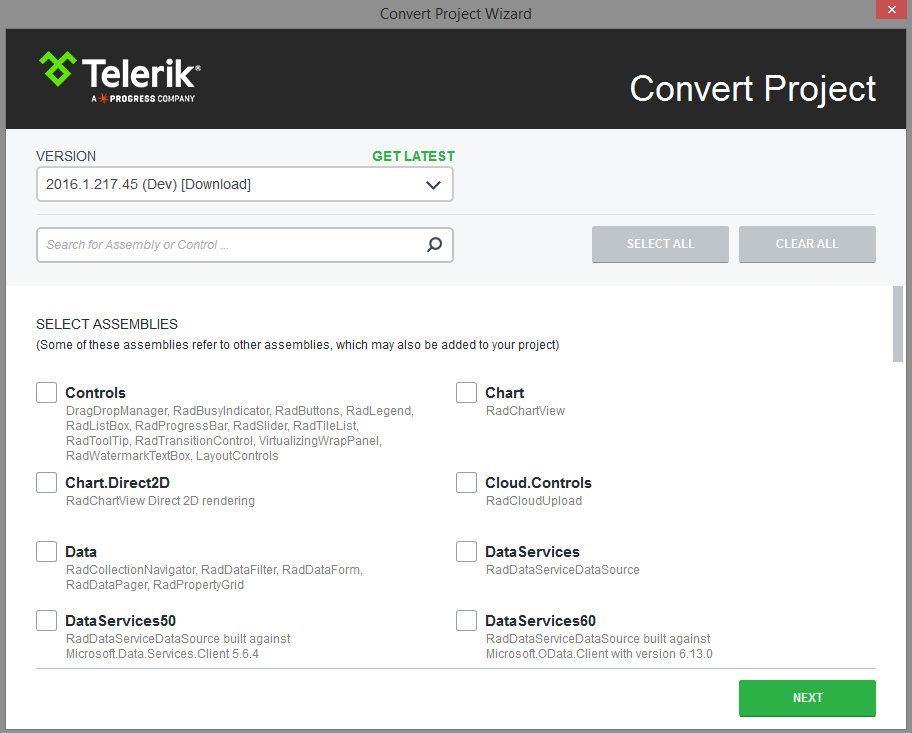 Convert Project Wizard
Telerik®
A PROGRESS COMPANY
Convert Project
VERSION
GET LATEST
2016.1.217.45 (Dev) [Download]
Search for Assembly or Control ...
SELECT ALL
CLEAR ALL
SELECT ASSEMBLIES
(Some of these assemblies refer to other assemblies, which may also be added to your project)
Controls
DragDropManager, RadBusyIndicator, RadButtons, RadLegend,
RadListBox, RadProgressBar, RadSlider, RadTileList,
RadToolTip, RadTransitionControl, VirtualizingWrapPanel,
RadWatermarkTextBox, LayoutControls
Chart
RadChartView
Chart.Direct2D
RadChartView Direct 2D rendering
Cloud.Controls
RadCloudUpload
Data
RadCollectionNavigator, RadDataFilter, RadDataForm,
RadDataPager, RadPropertyGrid
DataServices
RadDataServiceDataSource
DataServices50
RadDataServiceDataSource built against
Microsoft.Data.Services.Client 5.6.4
DataServices60
RadDataServiceDataSource built against
Microsoft.OData.Client with version 6.13.0
NEXT